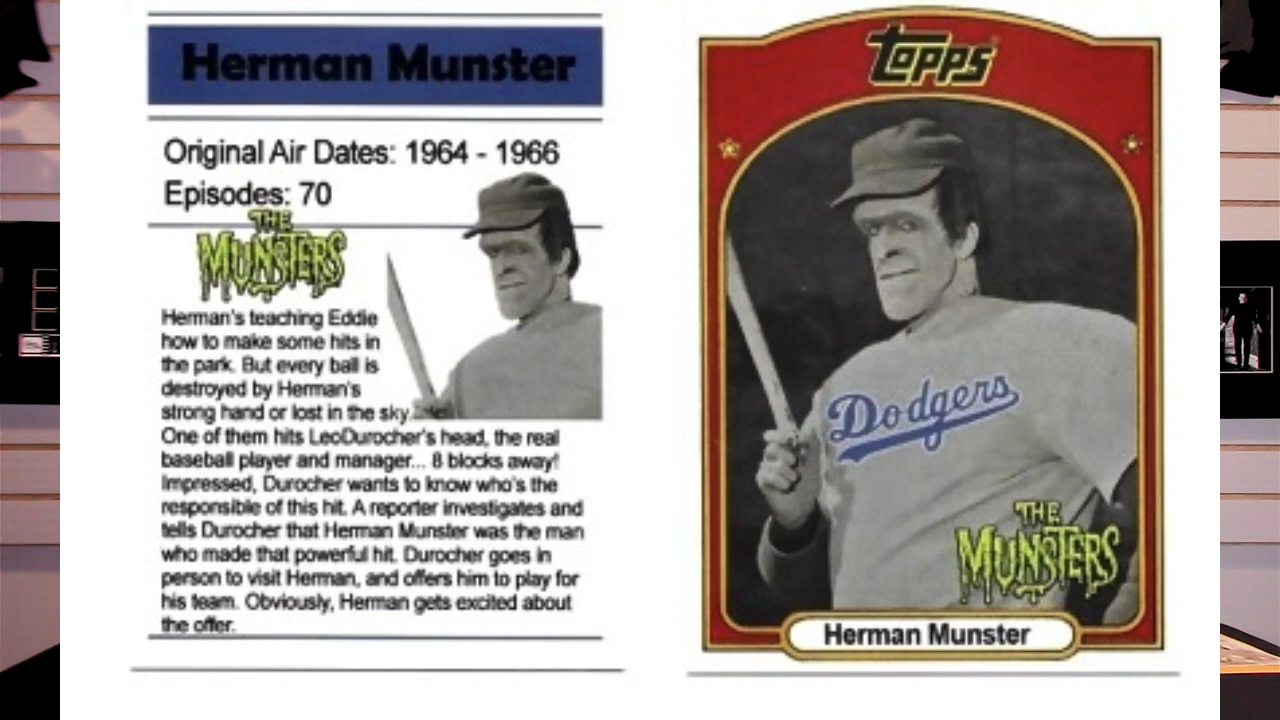 Herman Munster
Original Air Dates: 1964 - 1966
Episodes: 70
THE
MUNSTERS
Herman's teaching Eddie
how to make some hits in
the park. But every ball is
destroyed by Herman's
strong hand or lost in the sky...
One of them hits LeoDurocher's head, the real
baseball player and manager... 8 blocks away!
Impressed, Durocher wants to know who's the
responsible of this hit. A reporter investigates and
tells Durocher that Herman Munster was the man
who made that powerful hit. Durocher goes in
person to visit Herman, and offers him to play for
his team. Obviously, Herman gets excited about
the offer.
Topps
Dodgers
THE
MUNSTERS
Herman Munster